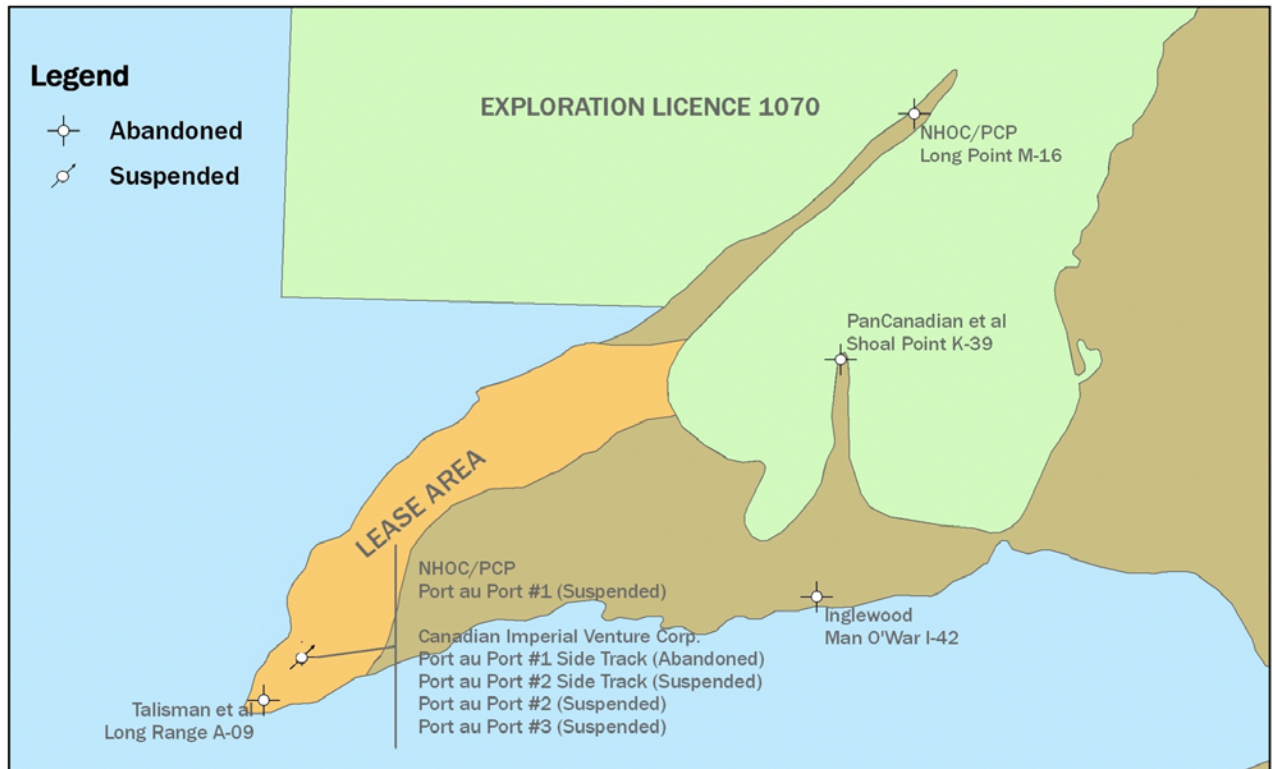 Legend
Abandoned
Suspended
EXPLORATION LICENCE 1070
NHOC/PCP
Long Point M-16
PanCanadian et al
Shoal Point K-39
LEASE AREA
NHOC/PCP
Port au Port #1 (Suspended)
Canadian Imperial Venture Corp.
Port au Port #1 Side Track (Abandoned)
Port au Port #2 Side Track (Suspended)
Port au Port #2 (Suspended)
Port au Port #3 (Suspended)
Inglewood
Man O'War I-42
Talisman et al
Long Range A-09